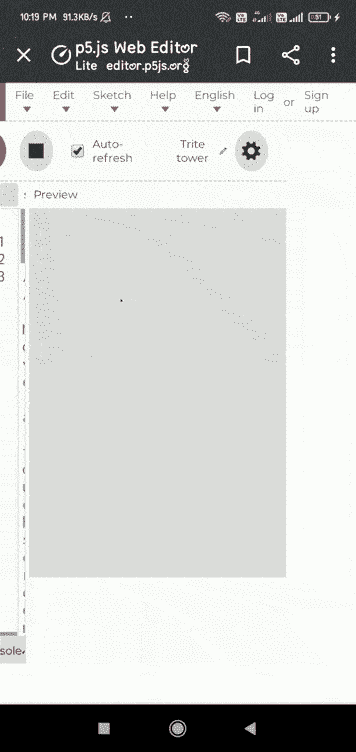 10:19 PM 91.3KB/s
51
p5.js Web Editor
Lite editor.p5js.org
File Edit Sketch Help English Log in or Sign up
Auto-refresh Trite tower
Preview
1
2
3
sole